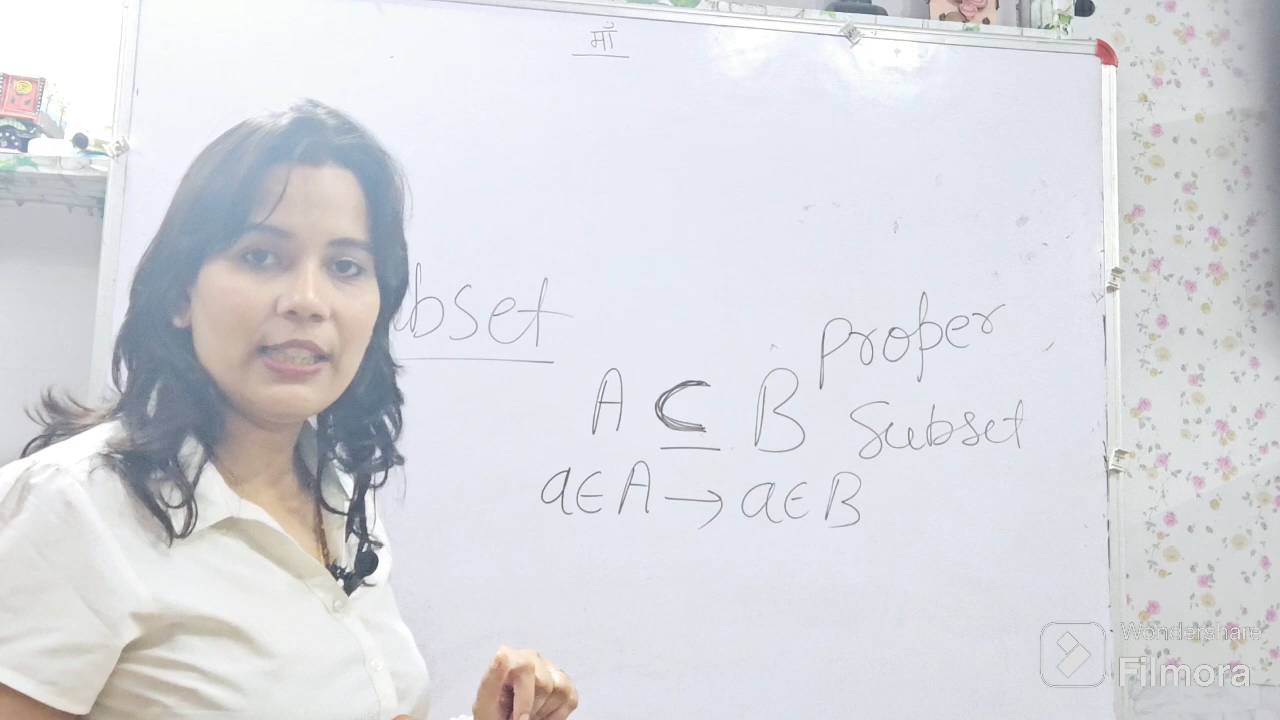 माँ
ubset
Proper
A ⊆ B Subset
a∈A → a∈B
Wondershare
Filmora